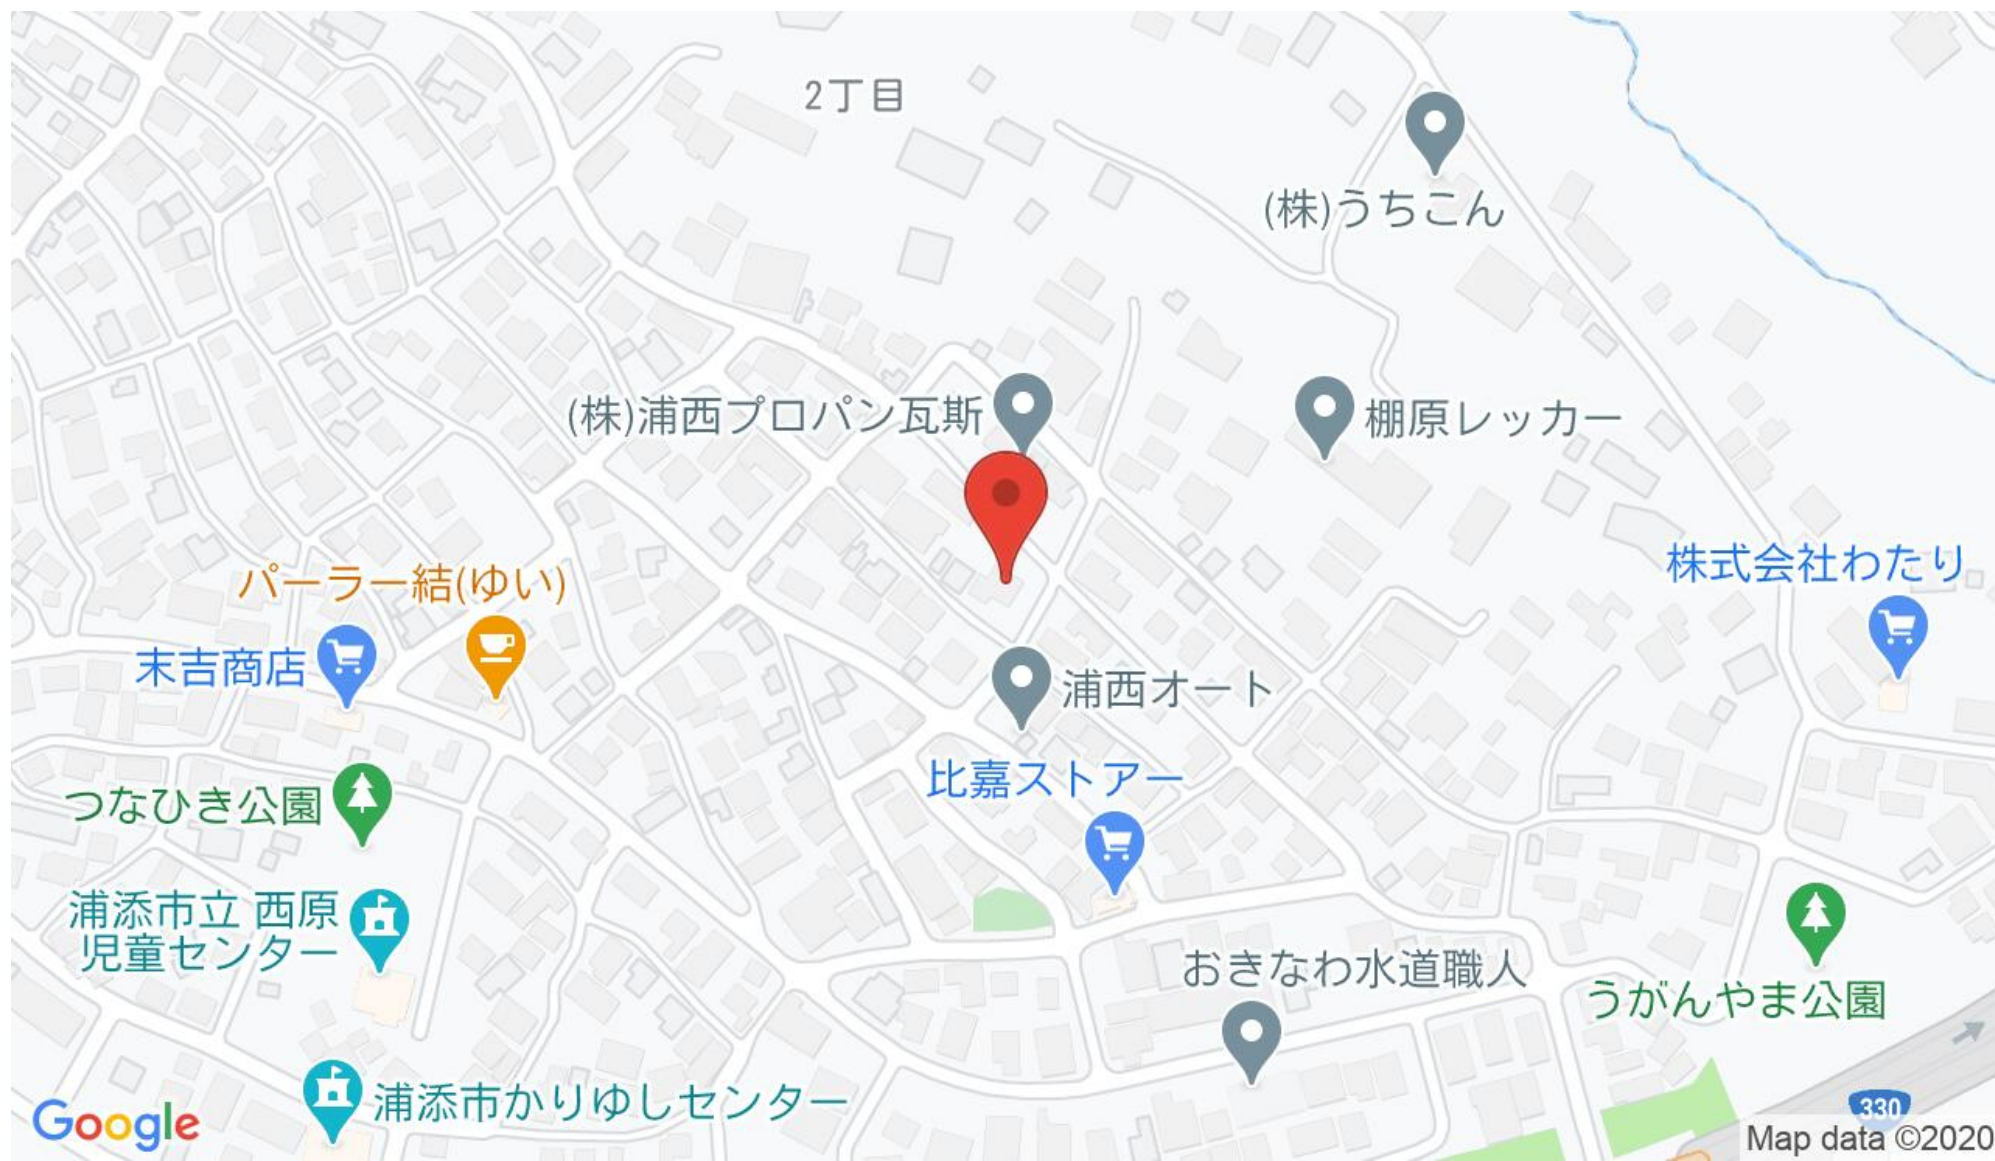 2丁目
(株)うちこん
(株)浦西プロパン瓦斯
棚原レッカー
株式会社わたり
パーラー結(ゆい)
末吉商店
浦西オート
比嘉ストアー
つなひき公園
浦添市立 西原
児童センター
おきなわ水道職人
うがんやま公園
浦添市かりゆしセンター
330
Google
Map data ©2020